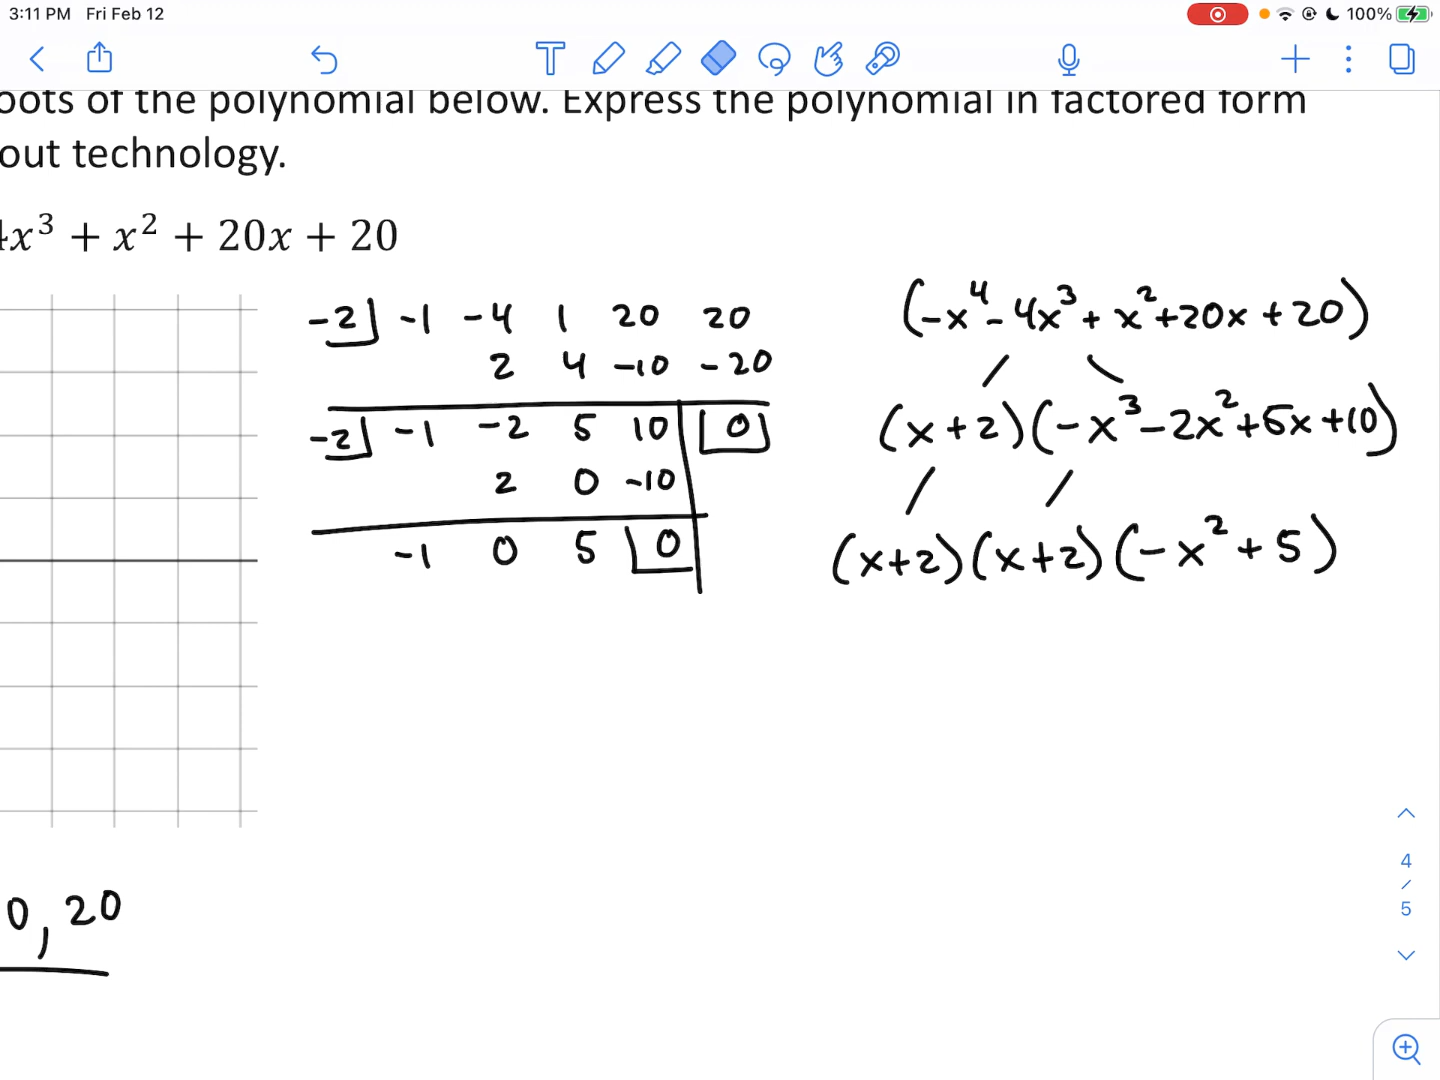 3:11 PM Fri Feb 12 100%
oots of the polynomial below. Express the polynomial in factored form
out technology.
4x³ + x² + 20x + 20
-2 -1 -4 1 20 20
2 4 -10 -20
-2 -1 -2 5 10 0
2 0 -10
-1 0 5 0
(-x⁴-4x³+x²+20x+20)
(x+2)(-x³-2x²+5x+10)
(x+2)(x+2)(-x²+5)
0, 20
4
/
5